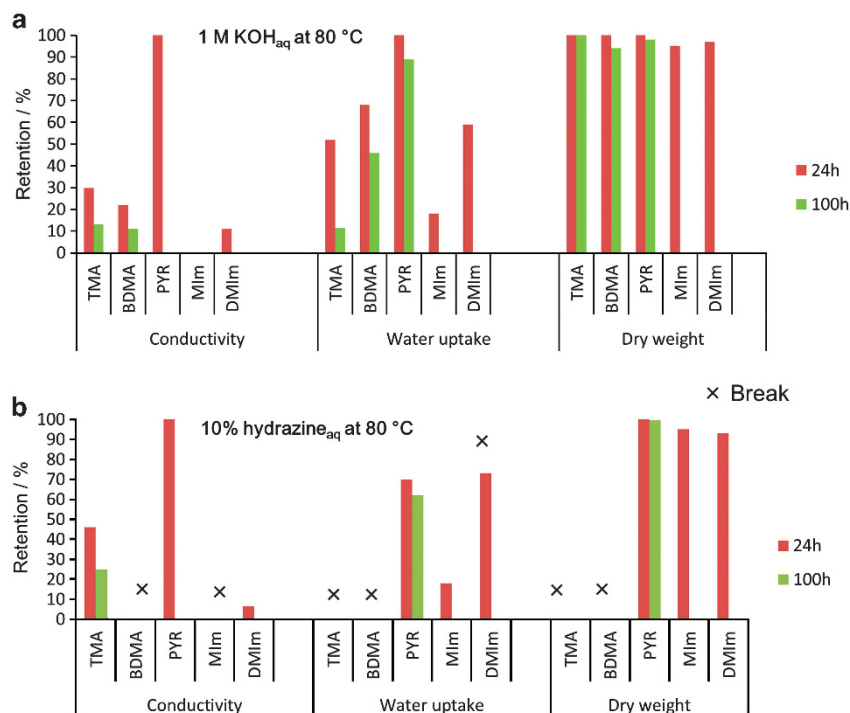 a
1 M KOHaq at 80 °C
Retention / %
100
90
80
70
60
50
40
30
20
10
0
24h
100h
TMA
BDMA
PYR
MIm
DMIm
TMA
BDMA
PYR
MIm
DMIm
TMA
BDMA
PYR
MIm
DMIm
Conductivity
Water uptake
Dry weight
× Break
b
10% hydrazineaq at 80 °C
Retention / %
100
90
80
70
60
50
40
30
20
10
0
24h
100h
TMA
BDMA
PYR
MIm
DMIm
TMA
BDMA
PYR
MIm
DMIm
TMA
BDMA
PYR
MIm
DMIm
Conductivity
Water uptake
Dry weight